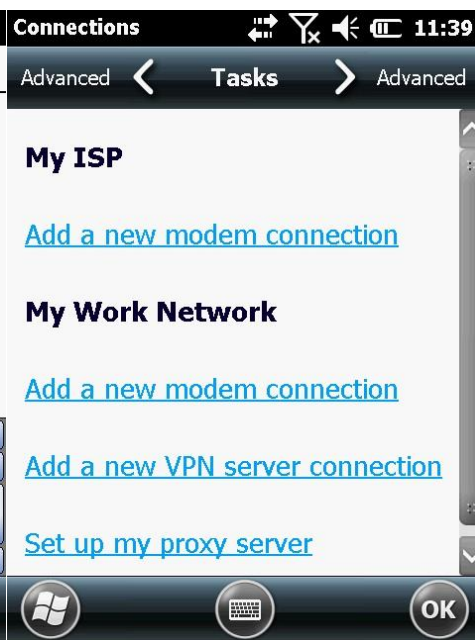 Connections 11:39
Advanced Tasks Advanced
My ISP
Add a new modem connection
My Work Network
Add a new modem connection
Add a new VPN server connection
Set up my proxy server
OK